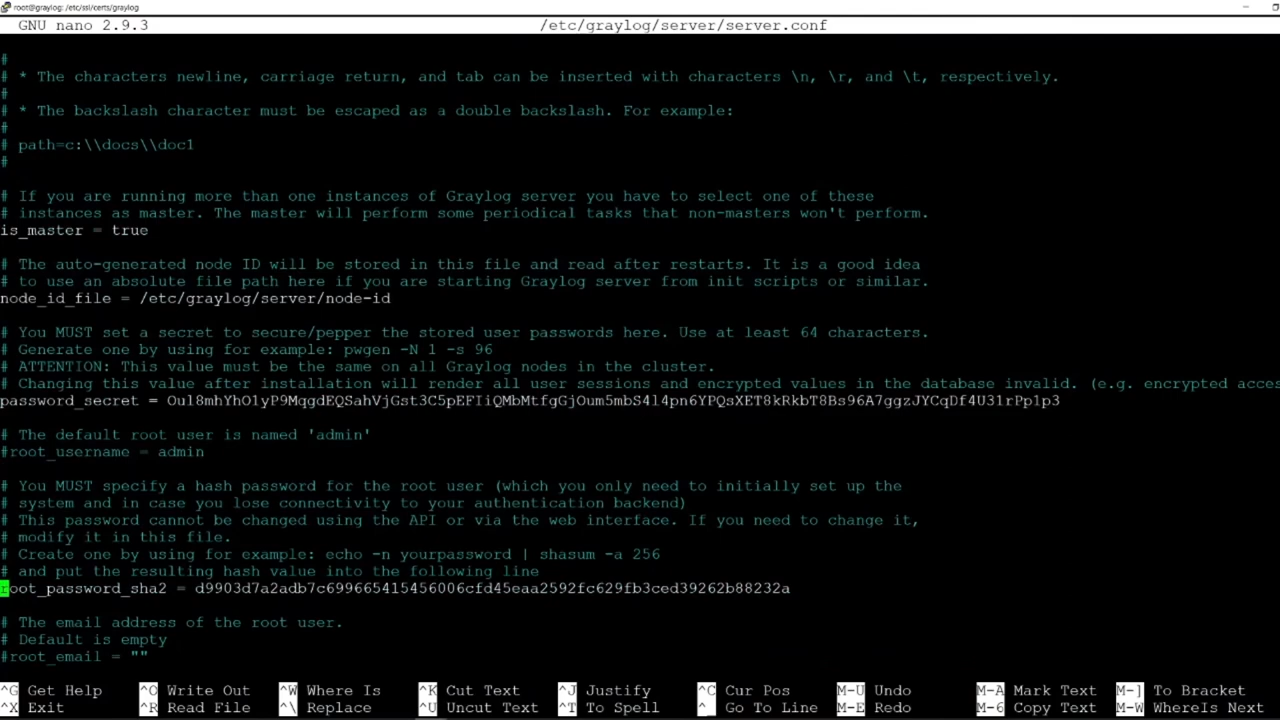 root@graylog: /etc/ssl/certs/graylog
GNU nano 2.9.3 /etc/graylog/server/server.conf
#
# * The characters newline, carriage return, and tab can be inserted with characters \n, \r, and \t, respectively.
#
# * The backslash character must be escaped as a double backslash. For example:
#
# path=c:\\docs\\doc1
#
# If you are running more than one instances of Graylog server you have to select one of these
# instances as master. The master will perform some periodical tasks that non-masters won't perform.
is_master = true
# The auto-generated node ID will be stored in this file and read after restarts. It is a good idea
# to use an absolute file path here if you are starting Graylog server from init scripts or similar.
node_id_file = /etc/graylog/server/node-id
# You MUST set a secret to secure/pepper the stored user passwords here. Use at least 64 characters.
# Generate one by using for example: pwgen -N 1 -s 96
# ATTENTION: This value must be the same on all Graylog nodes in the cluster.
# Changing this value after installation will render all user sessions and encrypted values in the database invalid. (e.g. encrypted acces
password_secret =
# The default root user is named 'admin'
#root_username = admin
# You MUST specify a hash password for the root user (which you only need to initially set up the
# system and in case you lose connectivity to your authentication backend)
# This password cannot be changed using the API or via the web interface. If you need to change it,
# modify it in this file.
# Create one by using for example: echo -n yourpassword | shasum -a 256
# and put the resulting hash value into the following line
root_password_sha2 = d9903d7a2adb7c699665415456006cfd45eaa2592fc629fb3ced39262b88232a
# The email address of the root user.
# Default is empty
#root_email = ""
^G Get Help ^O Write Out ^W Where Is ^K Cut Text ^J Justify ^C Cur Pos M-U Undo M-A Mark Text M-] To Bracket
^X Exit ^R Read File ^\ Replace ^U Uncut Text ^T To Spell ^_ Go To Line M-E Redo M-6 Copy Text M-W WhereIs Next